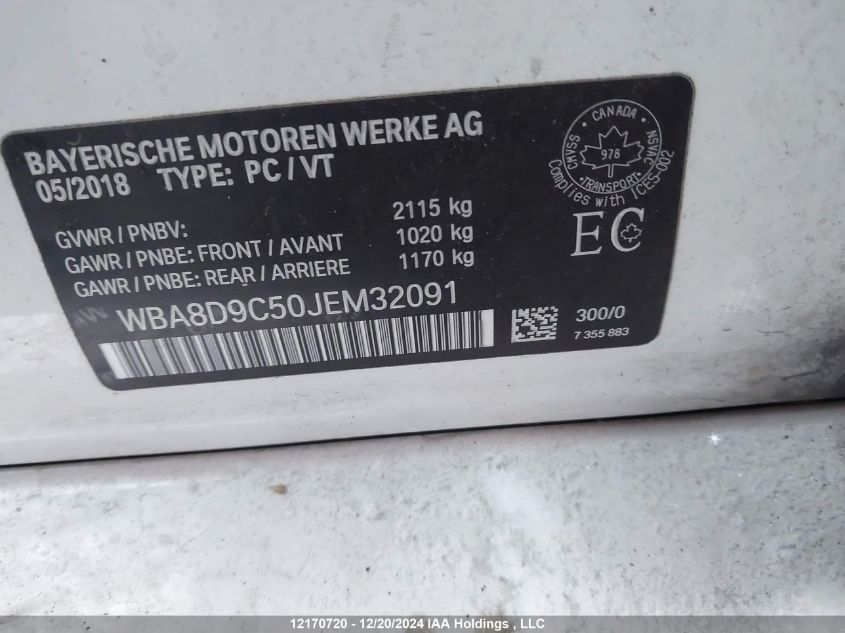 BAYERISCHE MOTOREN WERKE AG
05/2018 TYPE: PC / VT
GVWR / PNBV: 2115 kg
GAWR / PNBE: FRONT / AVANT 1020 kg
GAWR / PNBE: REAR / ARRIERE 1170 kg
WBA8D9C50JEM32091
CANADA
CMVSS NSVAC
978
TRANSPORT
Complies with ICES-002
EC
300/0
7 355 883
12170720 - 12/20/2024 IAA Holdings , LLC